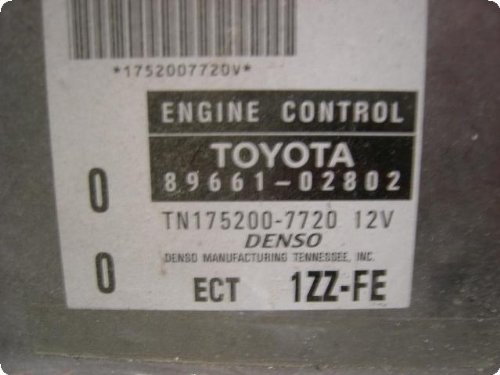 *1752007720V*
ENGINE CONTROL
TOYOTA
89661-02802
0
TN175200-7720 12V
DENSO
DENSO MANUFACTURING TENNESSEE, INC.
0
ECT 1ZZ-FE